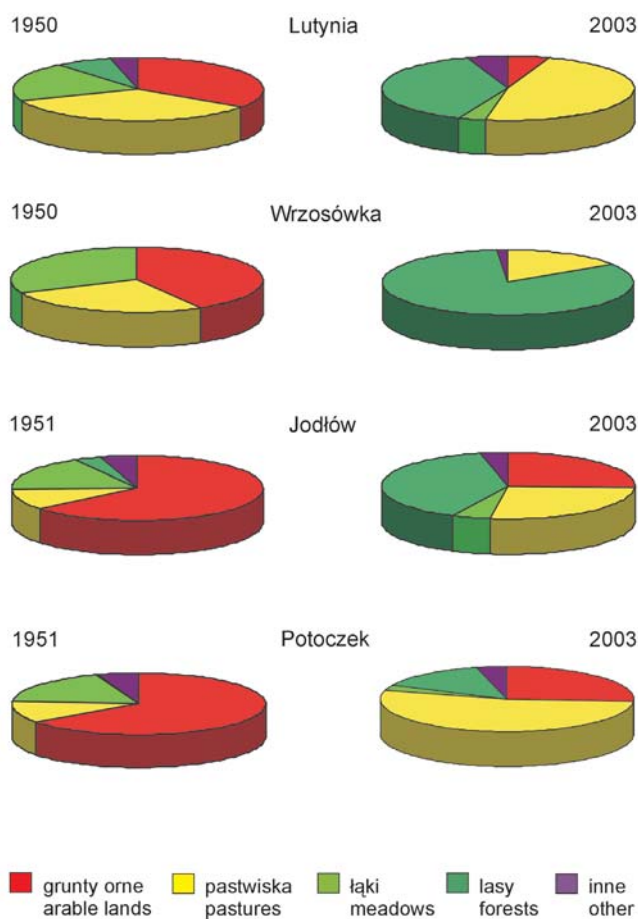 1950 Lutynia 2003
1950 Wrzosówka 2003
1951 Jodłów 2003
1951 Potoczek 2003
grunty orne pastwiska łąki lasy inne
arable lands pastures meadows forests other